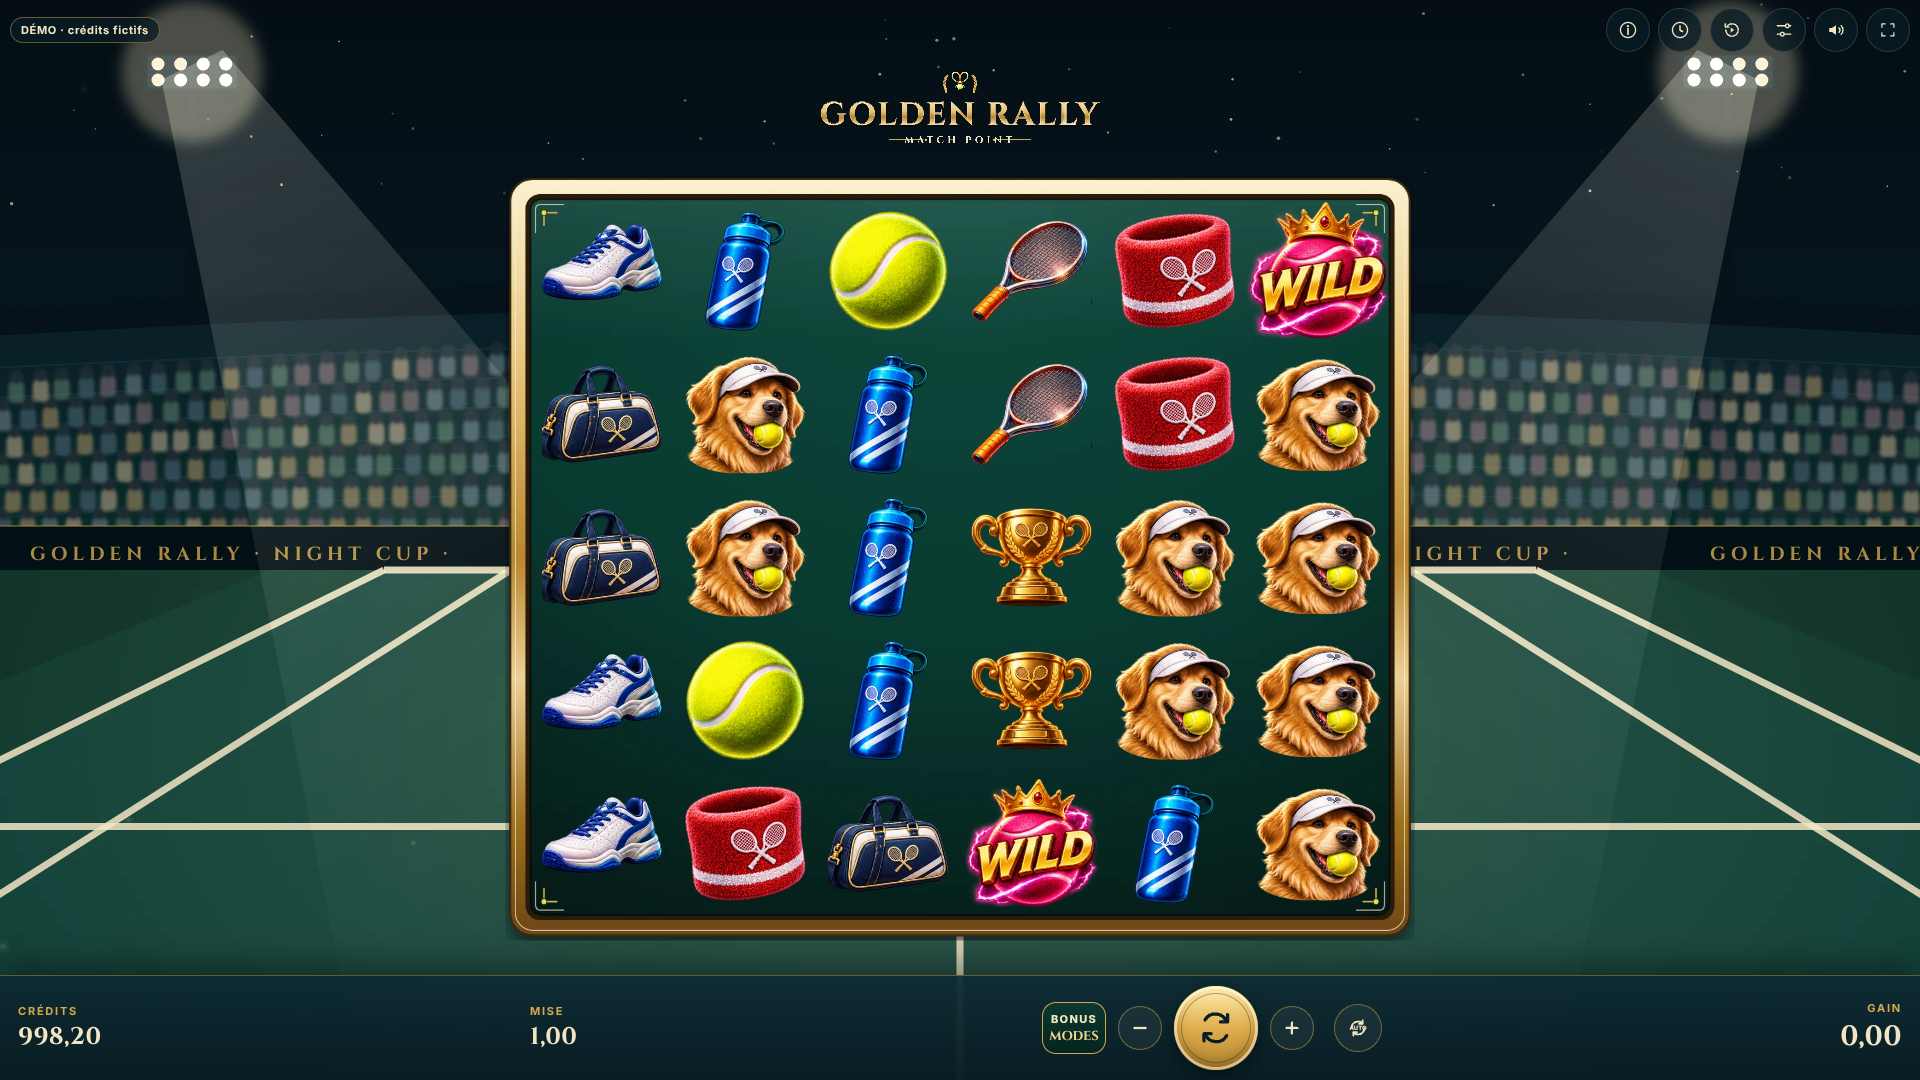 DÉMO · crédits fictifs
GOLDEN RALLY
MATCH POINT
WILD
GOLDEN RALLY · NIGHT CUP ·
IGHT CUP ·
GOLDEN RALLY
WILD
CRÉDITS
998,20
MISE
1,00
BONUS
MODES
AUTO
GAIN
0,00